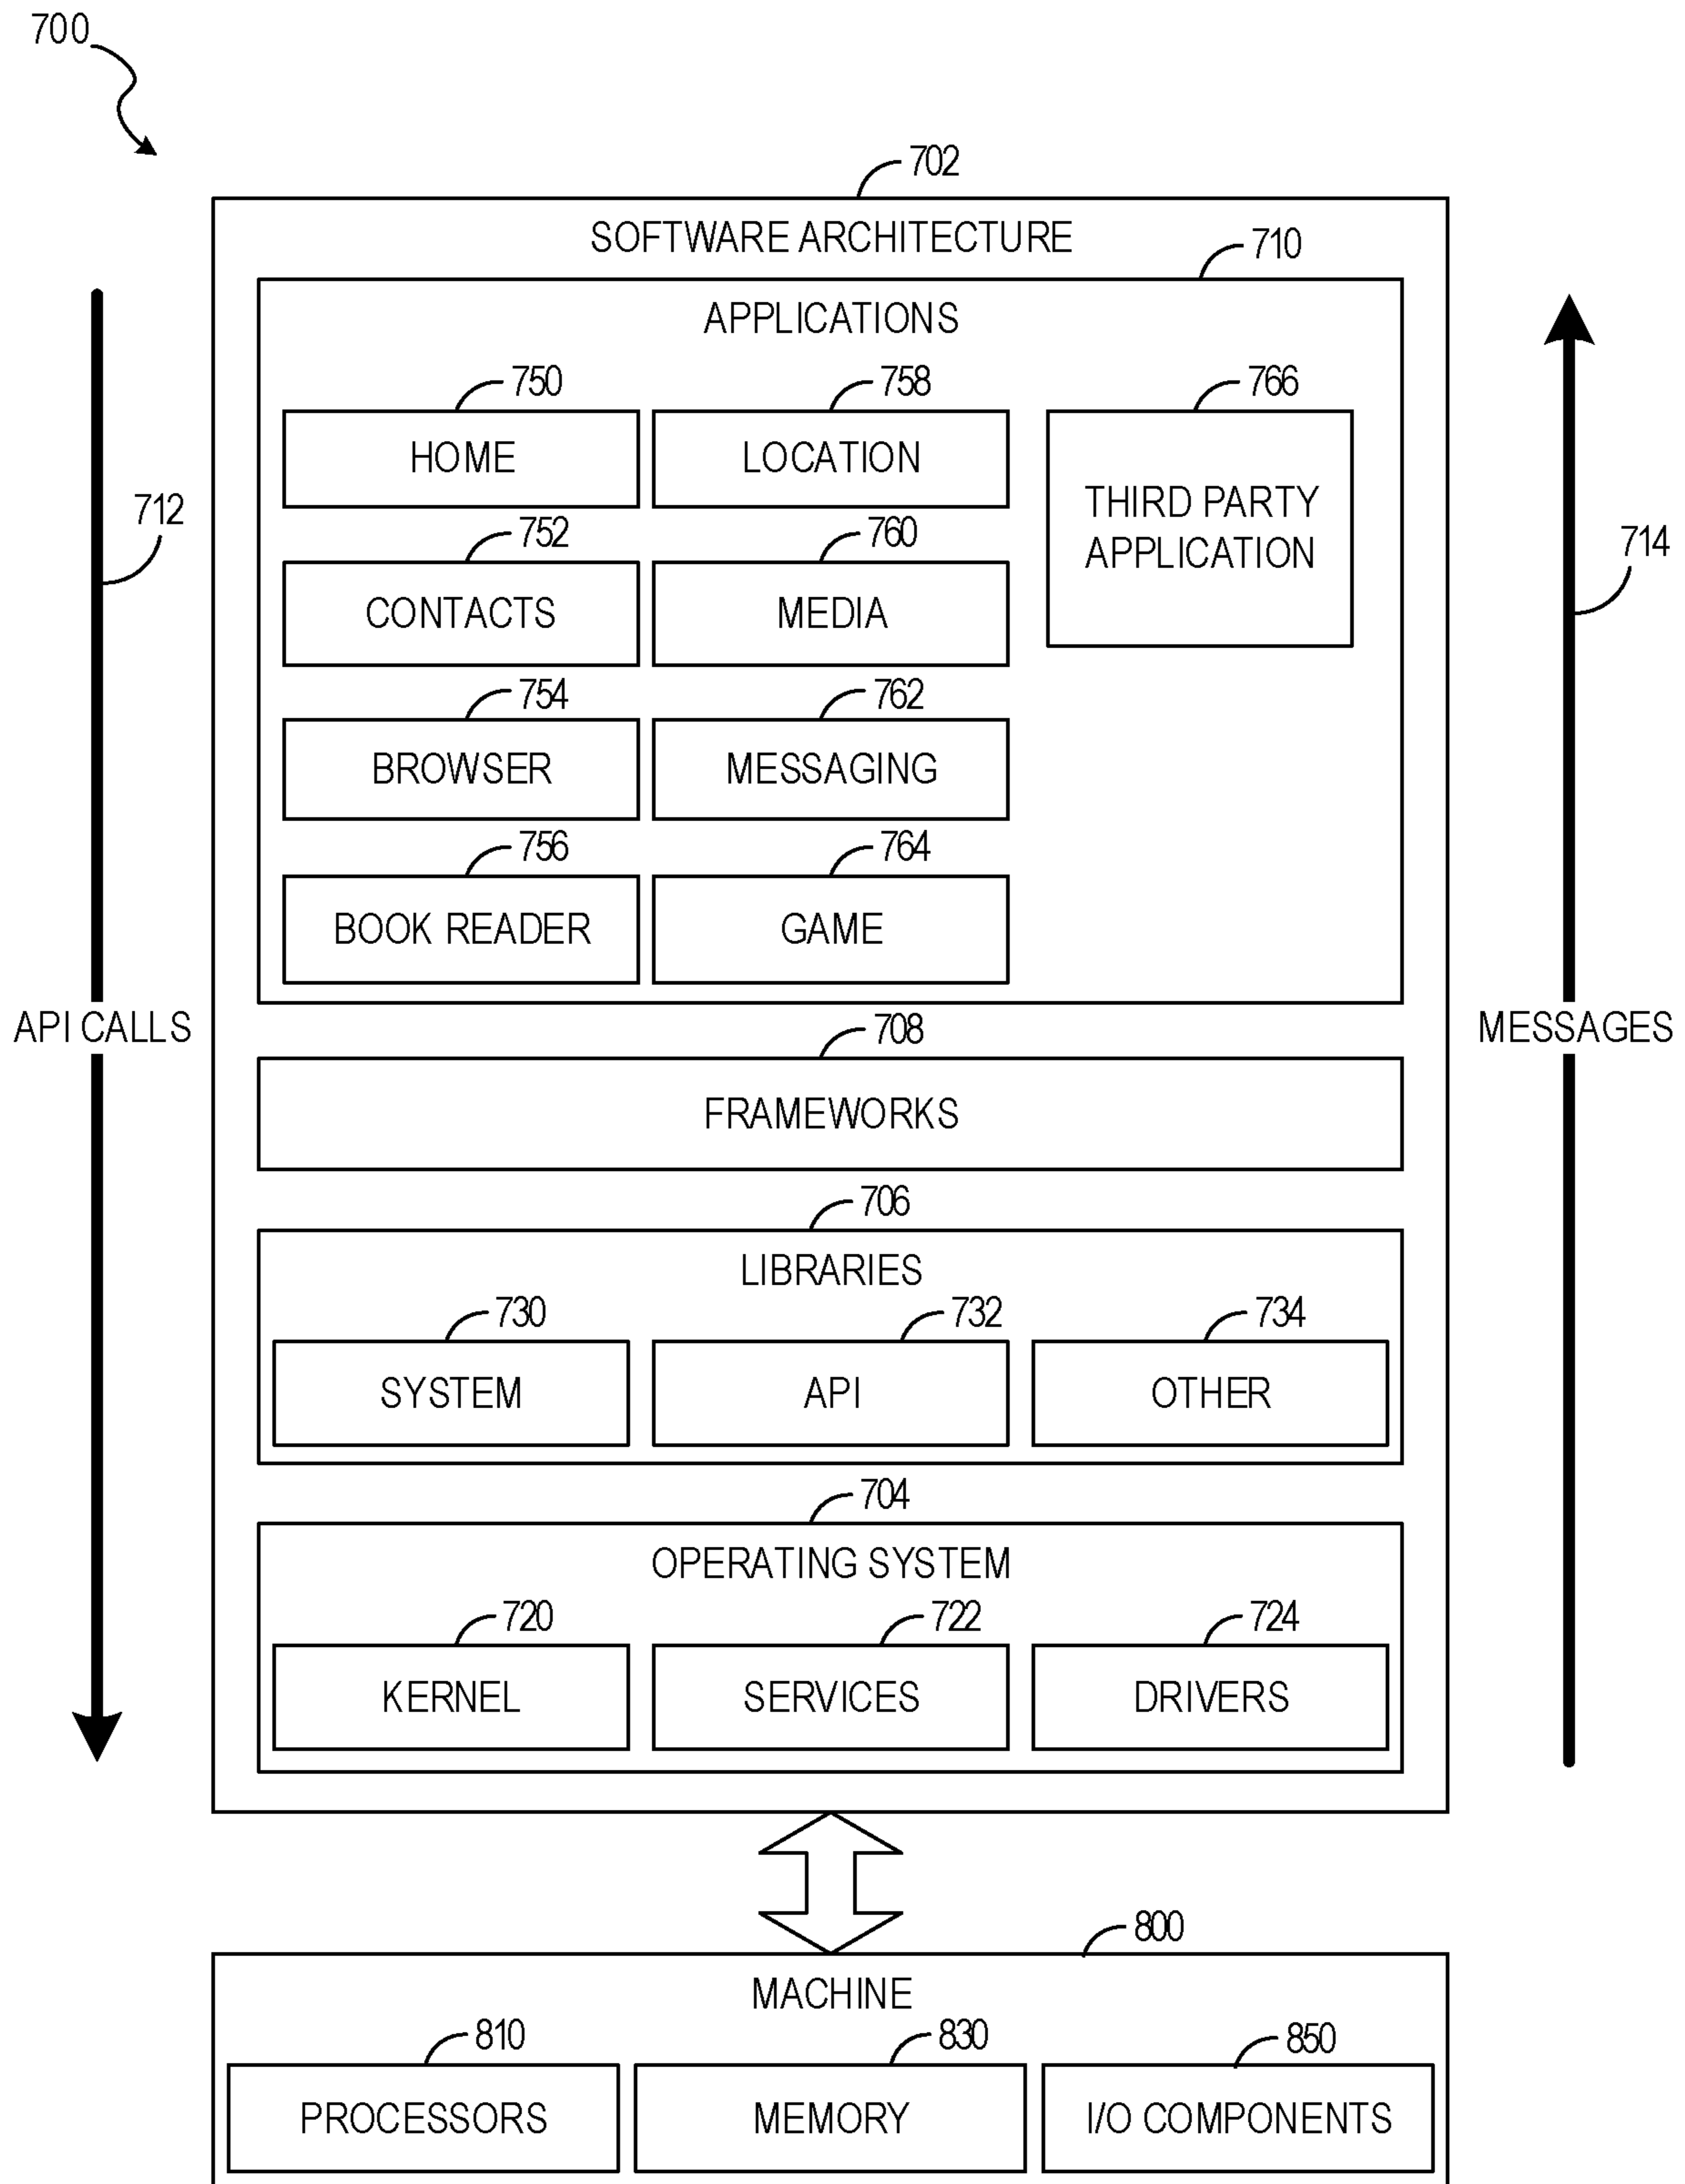 700
702
SOFTWARE ARCHITECTURE
710
APPLICATIONS
750
758
766
HOME
LOCATION
THIRD PARTY
APPLICATION
712
752
760
714
CONTACTS
MEDIA
754
762
BROWSER
MESSAGING
756
764
BOOK READER
GAME
API CALLS
MESSAGES
708
FRAMEWORKS
706
LIBRARIES
730
732
734
SYSTEM
API
OTHER
704
OPERATING SYSTEM
720
722
724
KERNEL
SERVICES
DRIVERS
800
MACHINE
810
830
850
PROCESSORS
MEMORY
I/O COMPONENTS